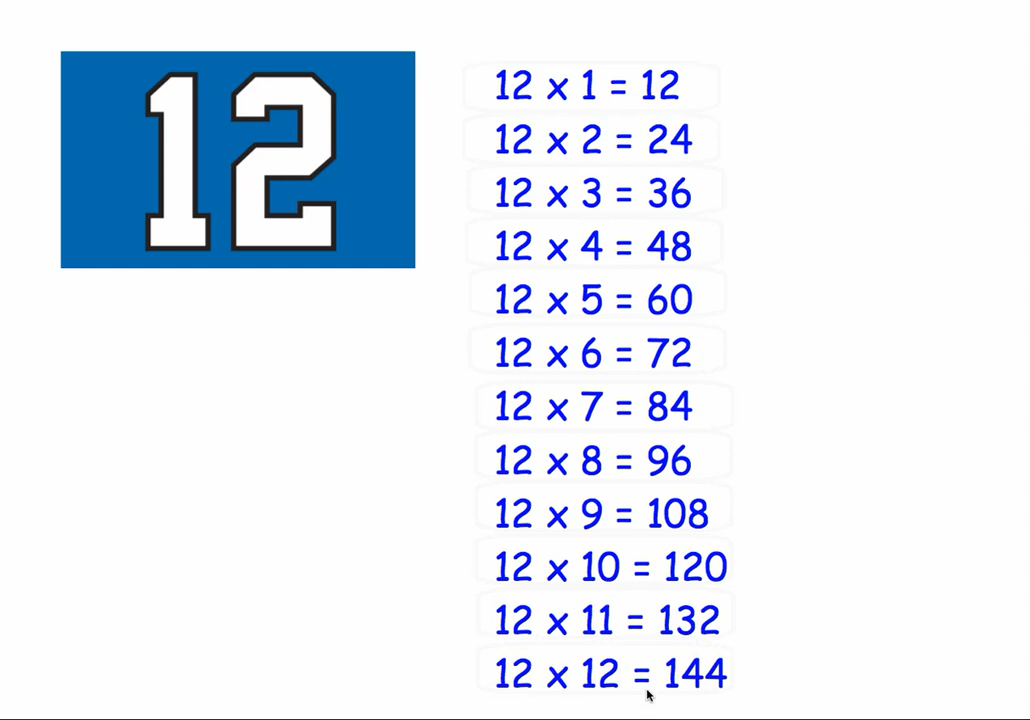 12
12 x 1 = 12
12 x 2 = 24
12 x 3 = 36
12 x 4 = 48
12 x 5 = 60
12 x 6 = 72
12 x 7 = 84
12 x 8 = 96
12 x 9 = 108
12 x 10 = 120
12 x 11 = 132
12 x 12 = 144